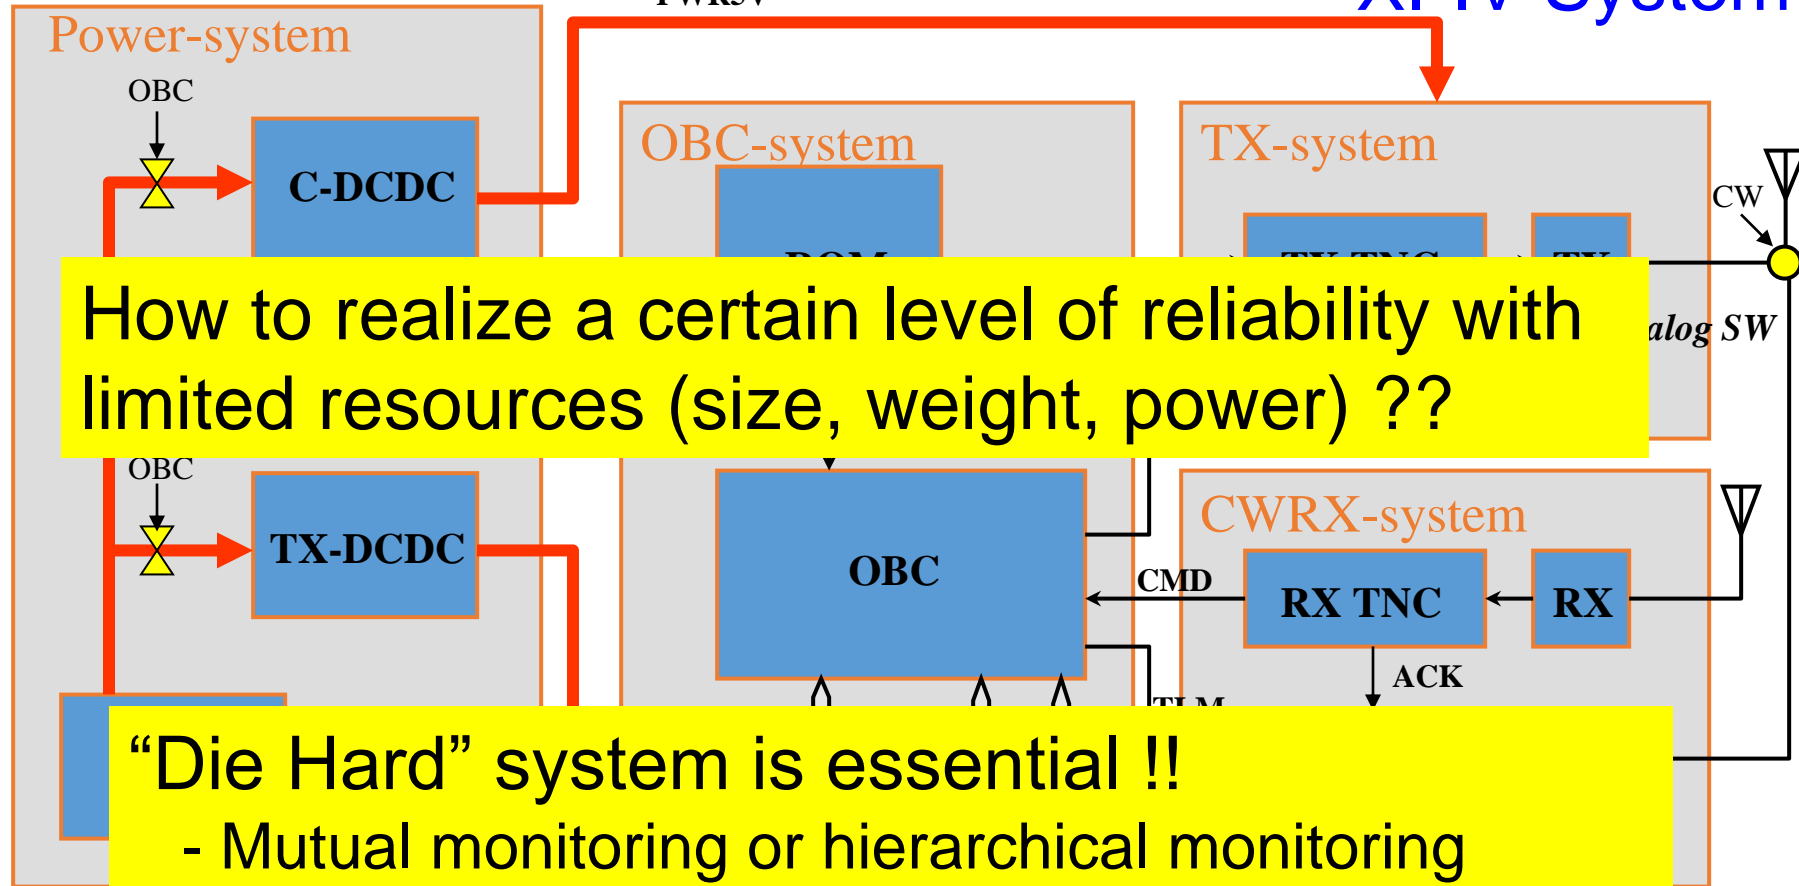 System
Power-system
OBC
C-DCDC
OBC-system
TX-system
CW
How to realize a certain level of reliability with
limited resources (size, weight, power) ??
alog SW
OBC
TX-DCDC
OBC
CWRX-system
CMD
RX TNC
RX
ACK
TLM
“Die Hard” system is essential !!
- Mutual monitoring or hierarchical monitoring